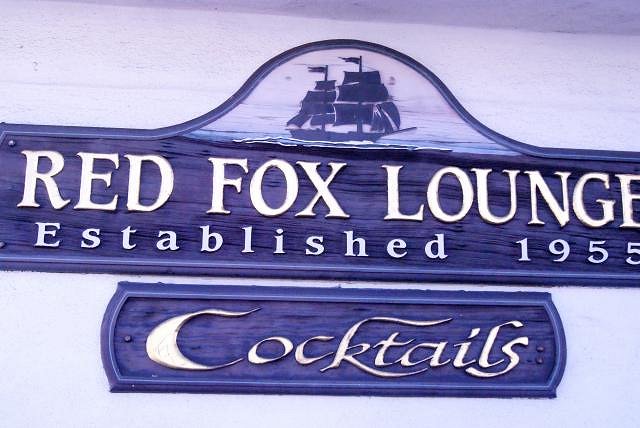 RED FOX LOUNGE
Established 1955
Cocktails